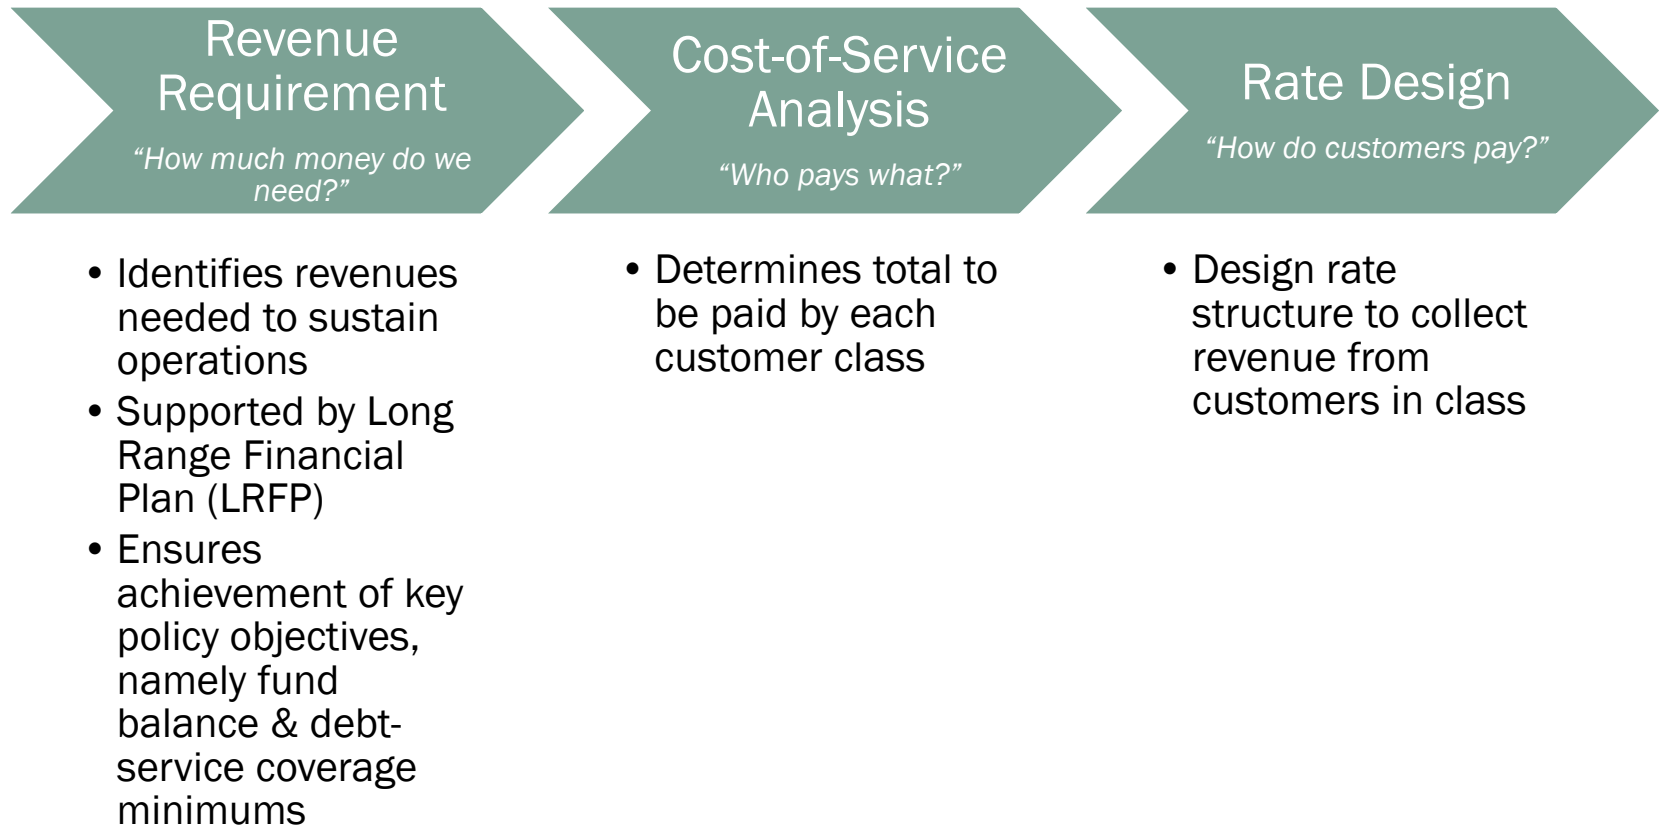 Revenue
Requirement
“How much money do we
need?”
• Identifies revenues
needed to sustain
operations
• Supported by Long
Range Financial
Plan (LRFP)
• Ensures
achievement of key
policy objectives,
namely fund
balance & debt-
service coverage
minimums
Cost-of-Service
Analysis
“Who pays what?”
• Determines total to
be paid by each
customer class
Rate Design
“How do customers pay?”
• Design rate
structure to collect
revenue from
customers in class